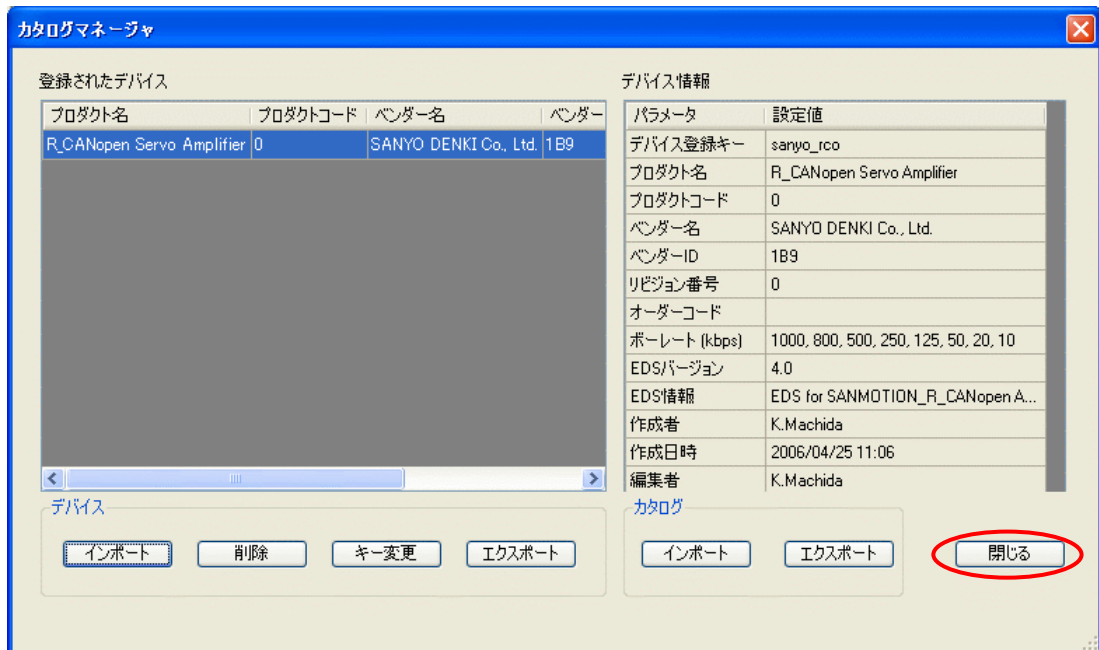 カタログマネージャ
登録されたデバイス
プロダクト名 プロダクトコード ベンダー名 ベンダー
R_CANopen Servo Amplifier 0 SANYO DENKI Co., Ltd. 1B9
デバイス情報
パラメータ 設定値
デバイス登録キー sanyo_rco
プロダクト名 R_CANopen Servo Amplifier
プロダクトコード 0
ベンダー名 SANYO DENKI Co., Ltd.
ベンダーID 1B9
リビジョン番号 0
オーダーコード
ボーレート (kbps) 1000, 800, 500, 250, 125, 50, 20, 10
EDSバージョン 4.0
EDS情報 EDS for SANMOTION_R_CANopen A...
作成者 K.Machida
作成日時 2006/04/25 11:06
編集者 K.Machida
デバイス
インポート 削除 キー変更 エクスポート
カタログ
インポート エクスポート
閉じる